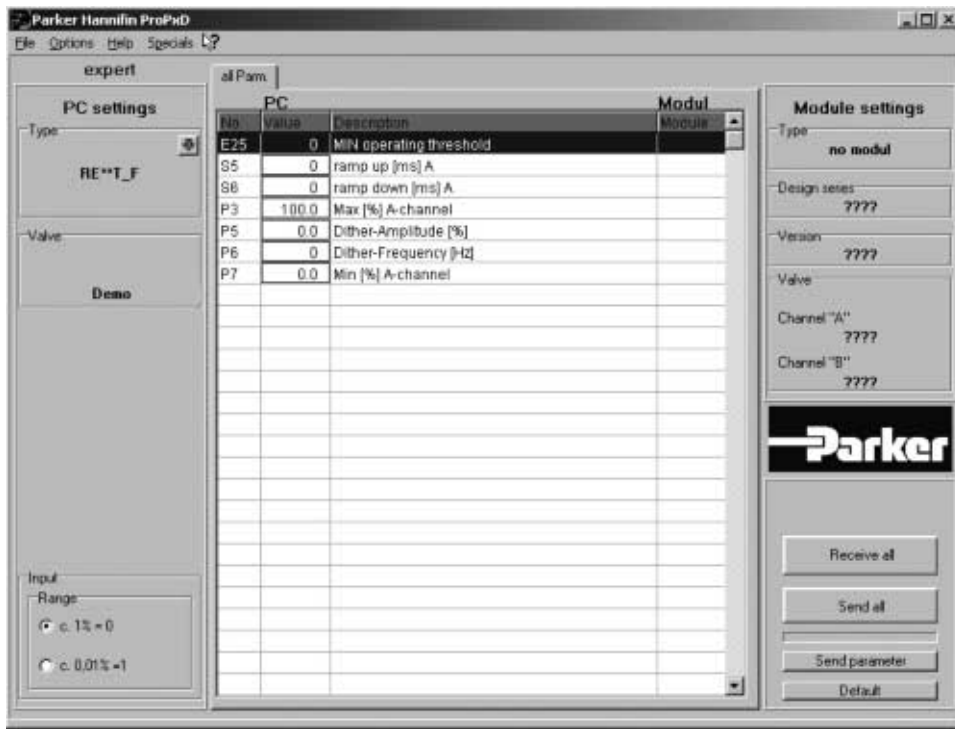 Parker Hannifin ProPxD
File Options Help Specials ?
expert
PC settings
Type
RE**T_F
Valve
Demo
Input
Range
c. 1% = 0
c. 0,01% =1
all Parm.
PC Modul
No. Value Description Module
E25 0 MIN operating threshold
S5 0 ramp up [ms] A
S6 0 ramp down [ms] A
P3 100.0 Max [%] A-channel
P5 0.0 Dither-Amplitude [%]
P6 0 Dither-Frequency [Hz]
P7 0.0 Min [%] A-channel
Module settings
Type
no modul
Design series
????
Version
????
Valve
Channel "A"
????
Channel "B"
????
Parker
Receive all
Send all
Send parameter
Default